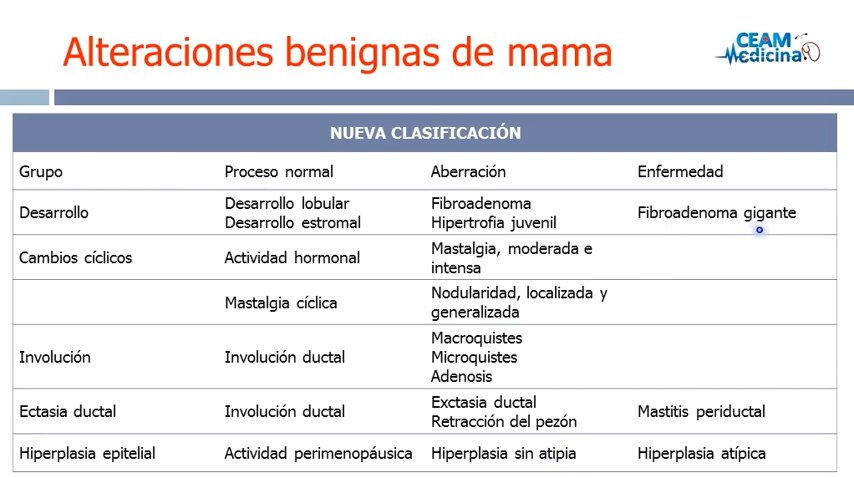 Alteraciones benignas de mama
CEAM
Medicina
NUEVA CLASIFICACIÓN
Grupo Proceso normal Aberración Enfermedad
Desarrollo Desarrollo lobular Fibroadenoma Fibroadenoma gigante
Desarrollo estromal Hipertrofia juvenil
Cambios cíclicos Actividad hormonal Mastalgia, moderada e
intensa
Mastalgia cíclica Nodularidad, localizada y
generalizada
Involución Involución ductal Macroquistes
Microquistes
Adenosis
Ectasia ductal Involución ductal Exctasia ductal Mastitis periductal
Retracción del pezón
Hiperplasia epitelial Actividad perimenopáusica Hiperplasia sin atipia Hiperplasia atípica